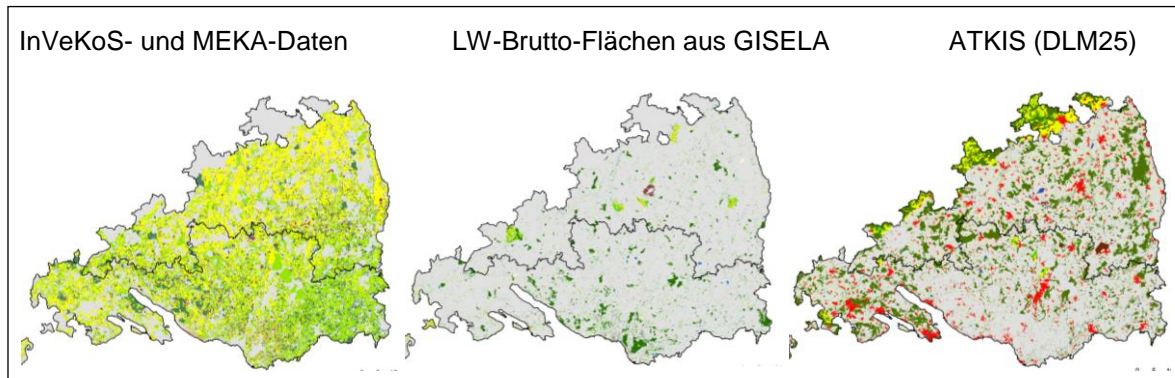 InVeKoS- und MEKA-Daten
LW-Brutto-Flächen aus GISELA
ATKIS (DLM25)